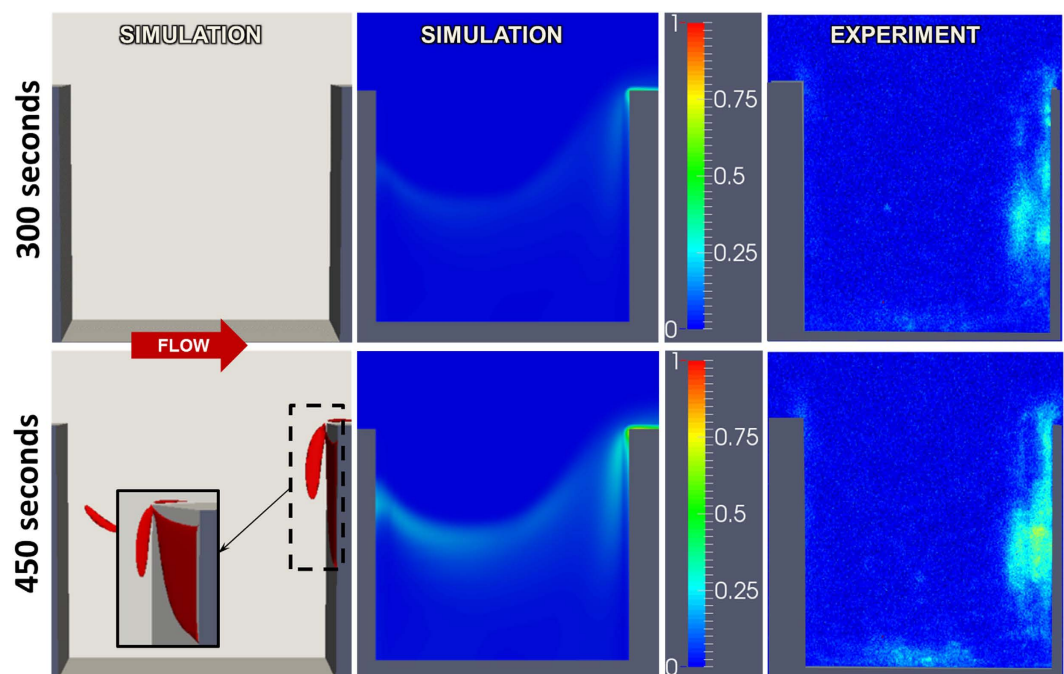 SIMULATION
SIMULATION
EXPERIMENT
300 seconds
1
0.75
0.5
0.25
0
FLOW
450 seconds
1
0.75
0.5
0.25
0